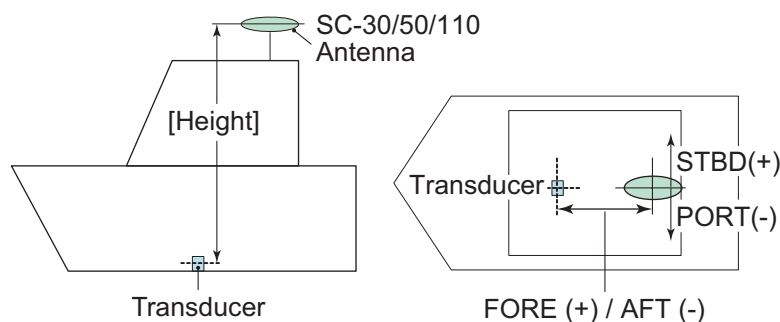 SC-30/50/110
Antenna
[Height]
Transducer
Transducer
STBD(+)
PORT(-)
FORE (+) / AFT (-)